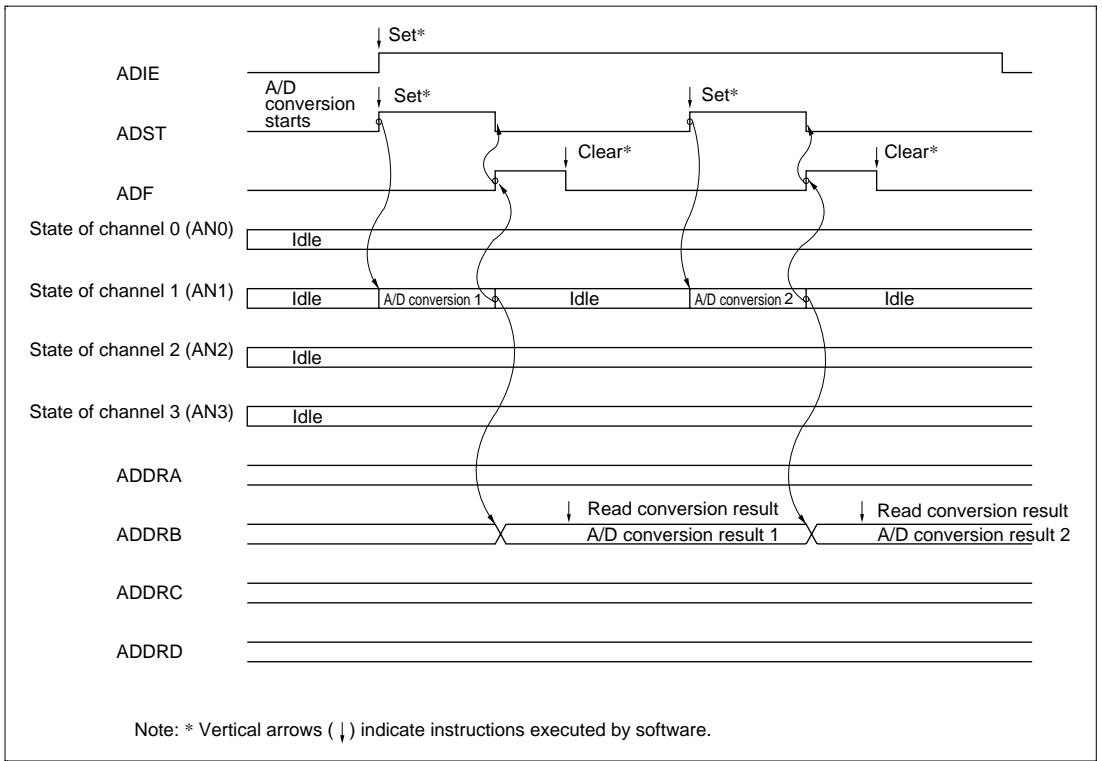 Set*
ADIE
A/D
conversion
starts
Set*
Set*
ADST
Clear*
Clear*
ADF
State of channel 0 (AN0)
Idle
State of channel 1 (AN1)
Idle
A/D conversion 1
Idle
A/D conversion 2
Idle
State of channel 2 (AN2)
Idle
State of channel 3 (AN3)
Idle
ADDRA
Read conversion result
Read conversion result
ADDRB
A/D conversion result 1
A/D conversion result 2
ADDRC
ADDRD
Note: * Vertical arrows (↓) indicate instructions executed by software.